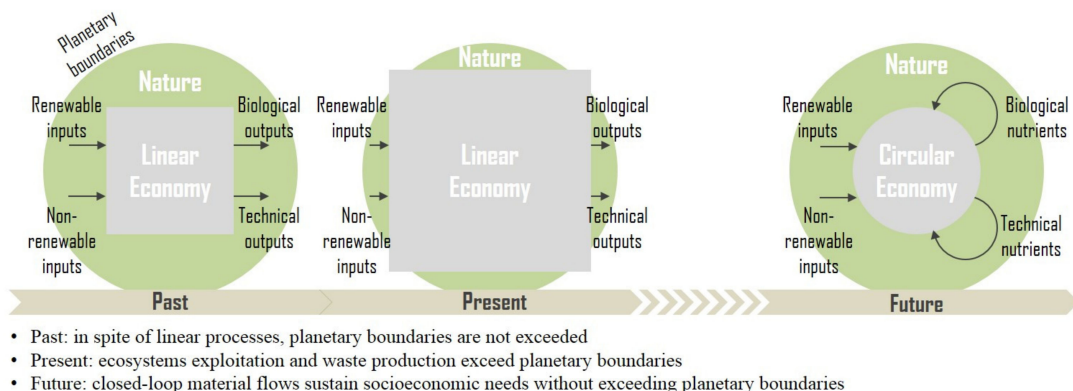 Planetary
boundaries
Nature
Renewable
inputs
Biological
outputs
Linear
Economy
Non-
renewable
inputs
Technical
outputs
Nature
Renewable
inputs
Biological
outputs
Linear
Economy
Non-
renewable
inputs
Technical
outputs
Nature
Renewable
inputs
Biological
nutrients
Circular
Economy
Non-
renewable
inputs
Technical
nutrients
Past
Present
Future
• Past: in spite of linear processes, planetary boundaries are not exceeded
• Present: ecosystems exploitation and waste production exceed planetary boundaries
• Future: closed-loop material flows sustain socioeconomic needs without exceeding planetary boundaries